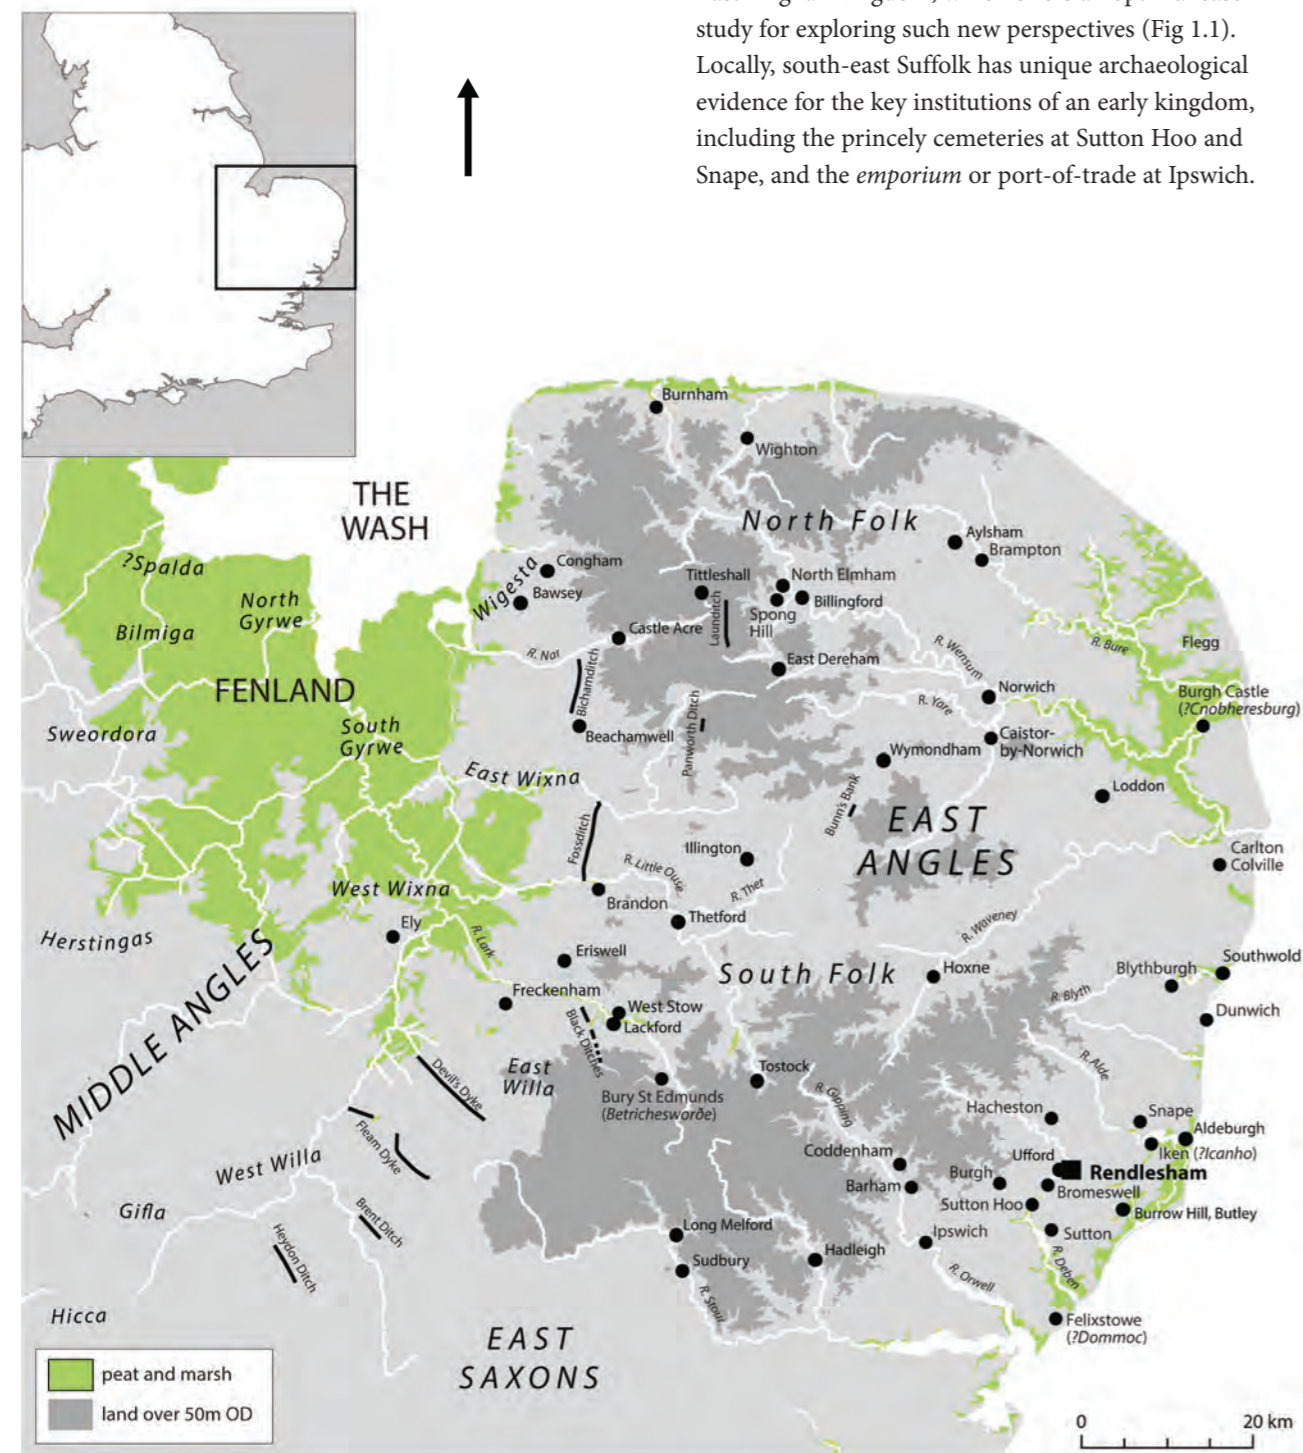 study for exploring such new perspectives (Fig 1.1).
Locally, south-east Suffolk has unique archaeological
evidence for the key institutions of an early kingdom,
including the princely cemeteries at Sutton Hoo and
Snape, and the emporium or port-of-trade at Ipswich.
THE
WASH
Burnham
Wighton
North Folk
Aylsham
Brampton
?Spalda
North
Gyrwe
Bilmiga
Wigesta
Congham
Bawsey
Tittleshall
Launditch
North Elmham
Spong
Hill
Billingford
Castle Acre
R. Nar
East Dereham
R. Wensum
R. Bure
Flegg
FENLAND
Bichamditch
Norwich
R. Yare
Burgh Castle
(?Cnobheresburg)
Sweordora
South
Gyrwe
Beachamwell
Panworth Ditch
Wymondham
Caistor-
by-Norwich
East Wixna
Bunn's Bank
Loddon
EAST
ANGLES
Fossditch
Illington
R. Little Ouse
R. Thet
Carlton
Colville
West Wixna
Brandon
Thetford
Ely
R. Lark
R. Waveney
Herstingas
MIDDLE ANGLES
Eriswell
South Folk
Hoxne
Blythburgh
Southwold
Freckenham
West Stow
Lackford
Black Ditches
R. Blyth
Dunwich
Devil's Dyke
East
Willa
Tostock
R. Alde
Bury St Edmunds
(Betrichesworðe)
R. Gipping
Hacheston
Snape
Aldeburgh
Fleam Dyke
Iken (?Icanho)
Coddenham
Ufford
Rendlesham
West Willa
Burgh
Barham
Bromeswell
Sutton Hoo
Burrow Hill, Butley
Gifla
Brent Ditch
Long Melford
Ipswich
Sutton
Heydon Ditch
Sudbury
Hadleigh
R. Deben
R. Orwell
R. Stour
Hicca
EAST
SAXONS
Felixstowe
(?Dommoc)
peat and marsh
land over 50m OD
0
20 km